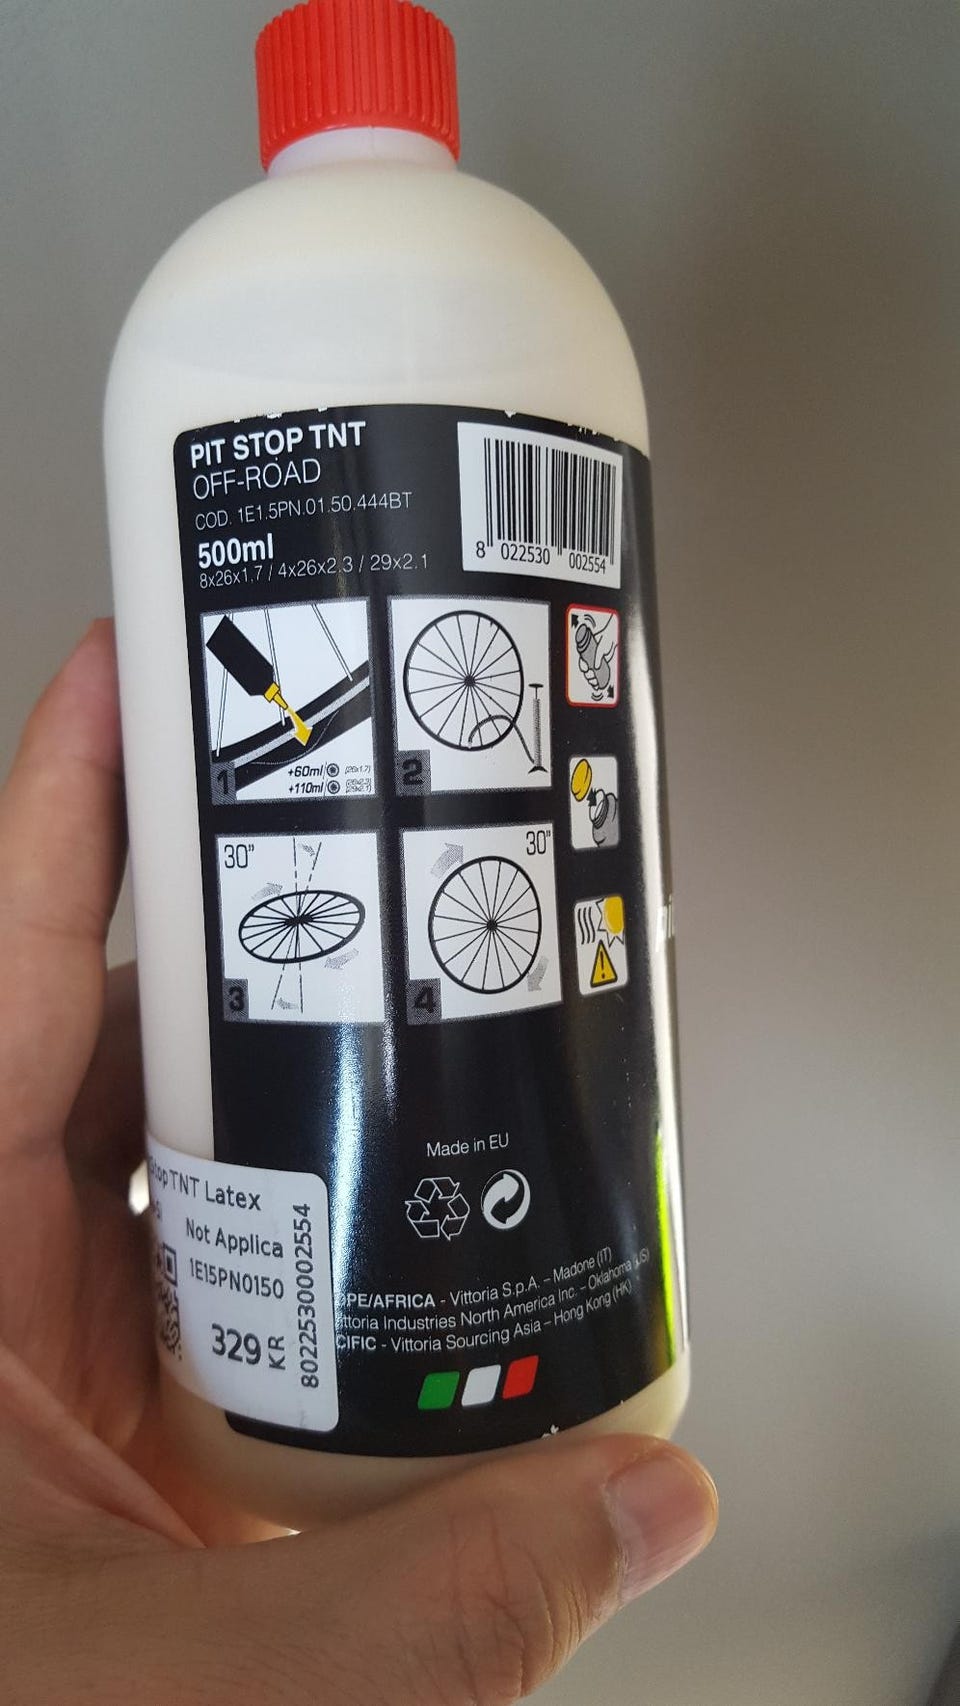 PIT STOP TNT
OFF-ROAD
COD. 1E1.5PN.01.50.444BT
500ml
8x26x1.7 / 4x26x2.3 / 29x2.1
8 022530 002554
+60ml (26x1.7)
+110ml
1
2
30"
3
30"
4
Made in EU
Stop TNT Latex
Not Applica
1E15PN0150
329 KR
8022530002554
PE/AFRICA - Vittoria S.p.A. – Madone (IT)
ttoria Industries North America Inc. – Oklahoma (US)
CIFIC - Vittoria Sourcing Asia – Hong Kong (HK)